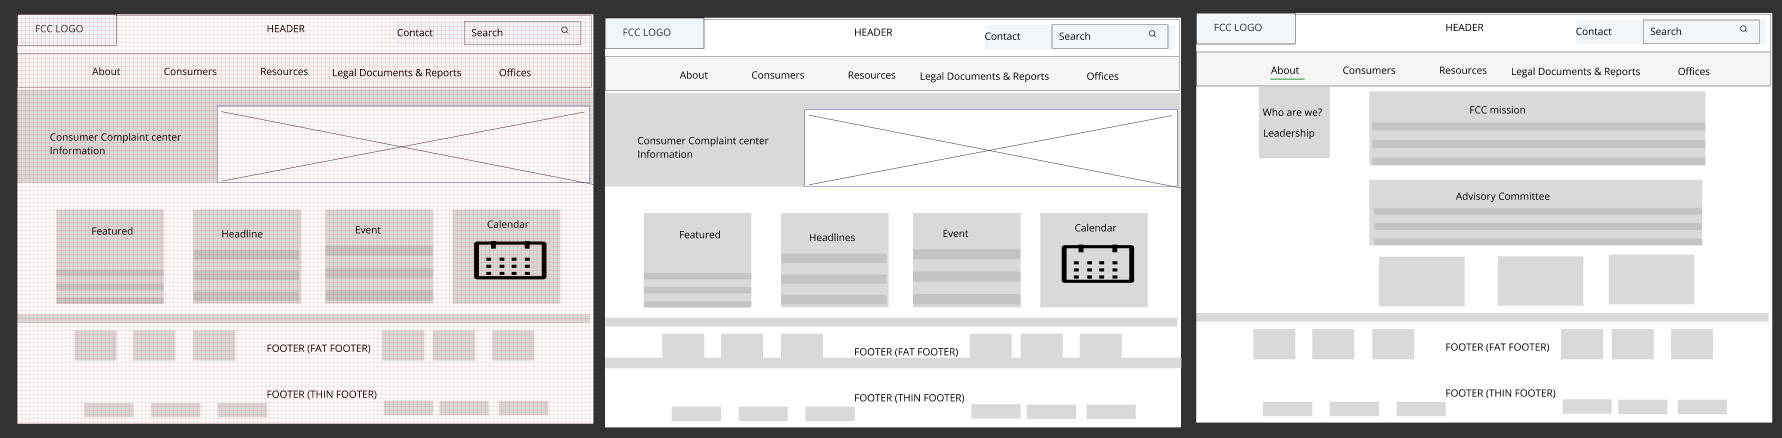 FCC LOGO
HEADER
Contact
Search
About
Consumers
Resources
Legal Documents & Reports
Offices
Consumer Complaint center
Information
Featured
Headline
Event
Calendar
FOOTER (FAT FOOTER)
FOOTER (THIN FOOTER)
FCC LOGO
HEADER
Contact
Search
About
Consumers
Resources
Legal Documents & Reports
Offices
Consumer Complaint center
Information
Featured
Headlines
Event
Calendar
FOOTER (FAT FOOTER)
FOOTER (THIN FOOTER)
FCC LOGO
HEADER
Contact
Search
About
Consumers
Resources
Legal Documents & Reports
Offices
Who are we?
Leadership
FCC mission
Advisory Committee
FOOTER (FAT FOOTER)
FOOTER (THIN FOOTER)